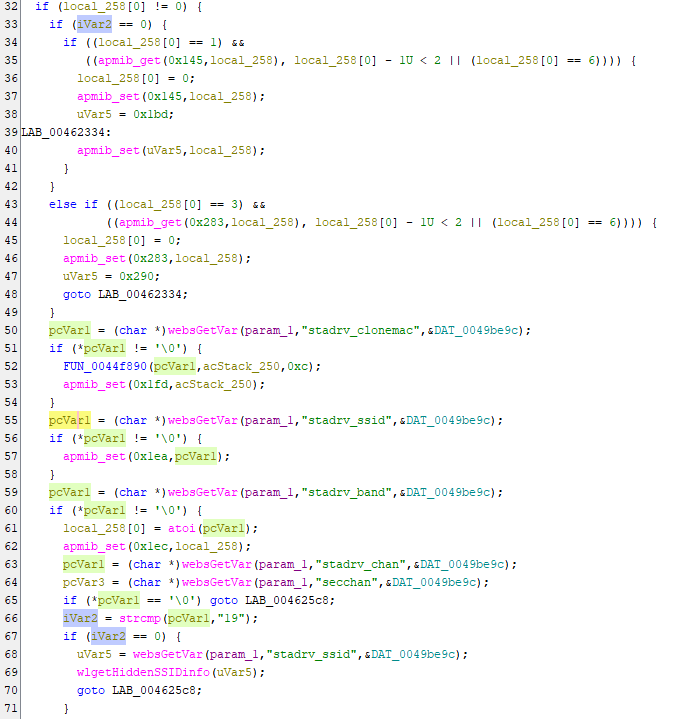 32 if (local_258[0] != 0) {
33 if (iVar2 == 0) {
34 if ((local_258[0] == 1) &&
35 ((apmib_get(0x145,local_258), local_258[0] - 1U < 2 || (local_258[0] == 6)))) {
36 local_258[0] = 0;
37 apmib_set(0x145,local_258);
38 uVar5 = 0x1bd;
39 LAB_00462334:
40 apmib_set(uVar5,local_258);
41 }
42 }
43 else if ((local_258[0] == 3) &&
44 ((apmib_get(0x283,local_258), local_258[0] - 1U < 2 || (local_258[0] == 6)))) {
45 local_258[0] = 0;
46 apmib_set(0x283,local_258);
47 uVar5 = 0x290;
48 goto LAB_00462334;
49 }
50 pcVar1 = (char *)websGetVar(param_1,"stadrv_clonemac",&DAT_0049be9c);
51 if (*pcVar1 != '\0') {
52 FUN_0044f890(pcVar1,acStack_250,0xc);
53 apmib_set(0x1fd,acStack_250);
54 }
55 pcVar1 = (char *)websGetVar(param_1,"stadrv_ssid",&DAT_0049be9c);
56 if (*pcVar1 != '\0') {
57 apmib_set(0x1ea,pcVar1);
58 }
59 pcVar1 = (char *)websGetVar(param_1,"stadrv_band",&DAT_0049be9c);
60 if (*pcVar1 != '\0') {
61 local_258[0] = atoi(pcVar1);
62 apmib_set(0x1ec,local_258);
63 pcVar1 = (char *)websGetVar(param_1,"stadrv_chan",&DAT_0049be9c);
64 pcVar3 = (char *)websGetVar(param_1,"secchan",&DAT_0049be9c);
65 if (*pcVar1 == '\0') goto LAB_004625c8;
66 iVar2 = strcmp(pcVar1,"19");
67 if (iVar2 == 0) {
68 uVar5 = websGetVar(param_1,"stadrv_ssid",&DAT_0049be9c);
69 wlgetHiddenSSIDinfo(uVar5);
70 goto LAB_004625c8;
71 }